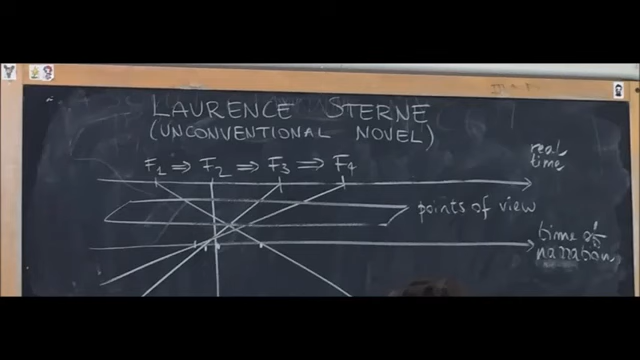 LAURENCE STERNE
(UNCONVENTIONAL NOVEL)
F1 ⇒ F2 ⇒ F3 ⇒ F4
real time
points of view
time of narration